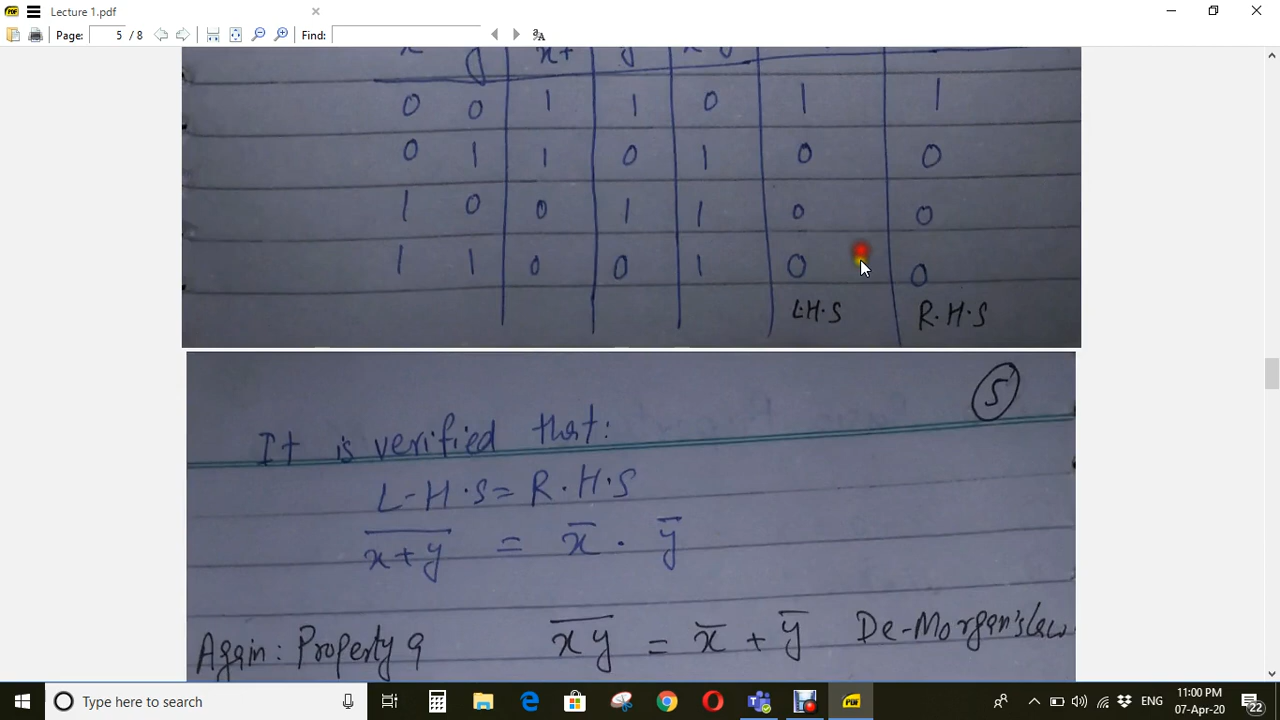 Lecture 1.pdf
Page: 5 / 8 Find:
0 0 1 1 0 1 1
0 1 1 0 1 0 0
1 0 0 1 1 0 0
1 1 0 0 1 0 0
L.H.S R.H.S
5
It is verified that:
L-H.S = R.H.S
x̅+̅y̅ = x̅ . y̅
Again: Property 9 x̅y̅ = x̅ + y̅ De-Morgan's law.
Type here to search
ENG
11:00 PM
07-Apr-20
22